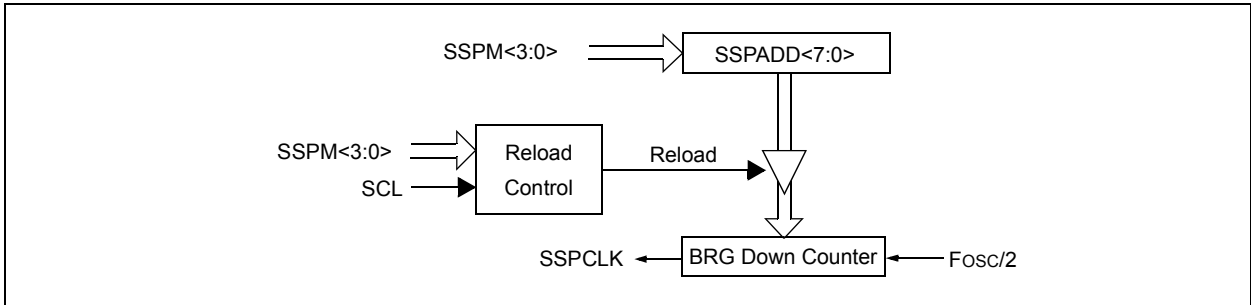 SSPM<3:0>
SSPADD<7:0>
SSPM<3:0>
SCL
Reload
Control
Reload
SSPCLK
BRG Down Counter
Fosc/2